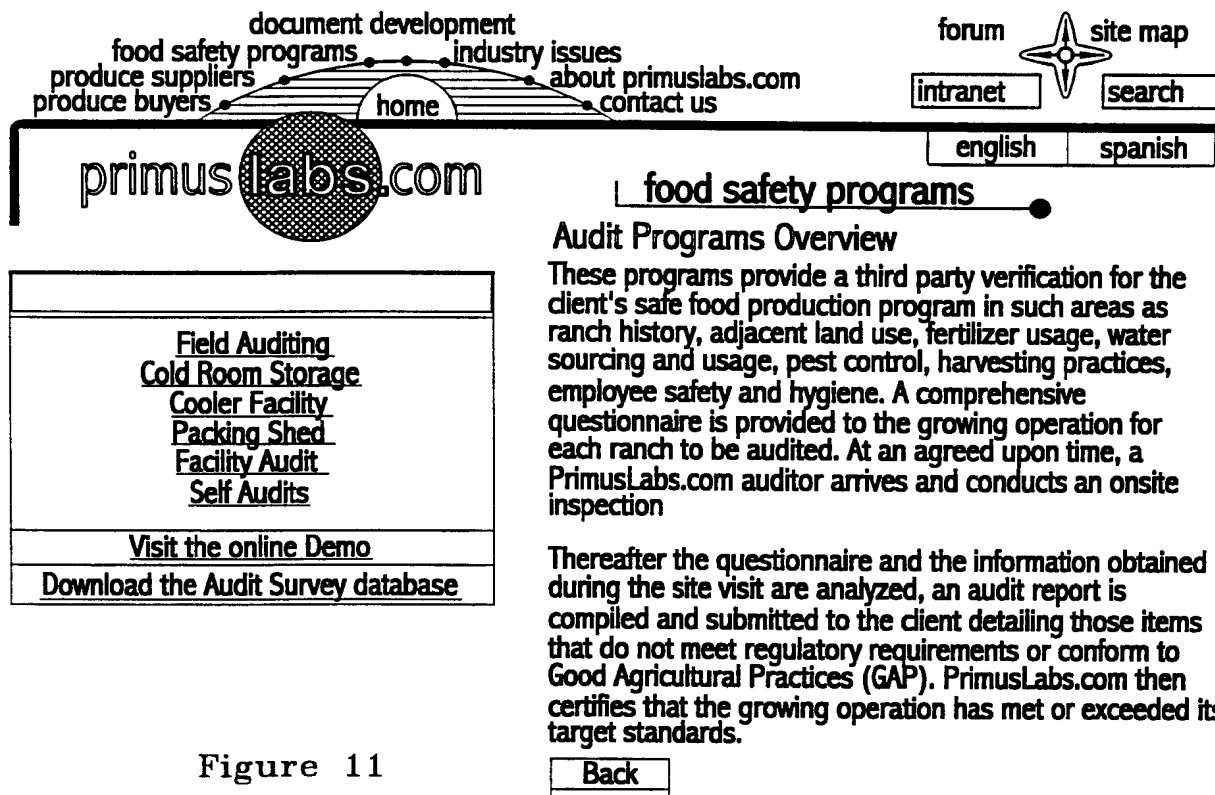 document development
food safety programs
industry issues
produce suppliers
about primuslabs.com
produce buyers
home
contact us
forum
site map
intranet
search
english
spanish
primus labs.com
food safety programs
Field Auditing
Cold Room Storage
Cooler Facility
Packing Shed
Facility Audit
Self Audits
Visit the online Demo
Download the Audit Survey database
Audit Programs Overview
These programs provide a third party verification for the
client's safe food production program in such areas as
ranch history, adjacent land use, fertilizer usage, water
sourcing and usage, pest control, harvesting practices,
employee safety and hygiene. A comprehensive
questionnaire is provided to the growing operation for
each ranch to be audited. At an agreed upon time, a
PrimusLabs.com auditor arrives and conducts an onsite
inspection
Thereafter the questionnaire and the information obtained
during the site visit are analyzed, an audit report is
compiled and submitted to the client detailing those items
that do not meet regulatory requirements or conform to
Good Agricultural Practices (GAP). PrimusLabs.com then
certifies that the growing operation has met or exceeded its
target standards.
Back
Figure 11